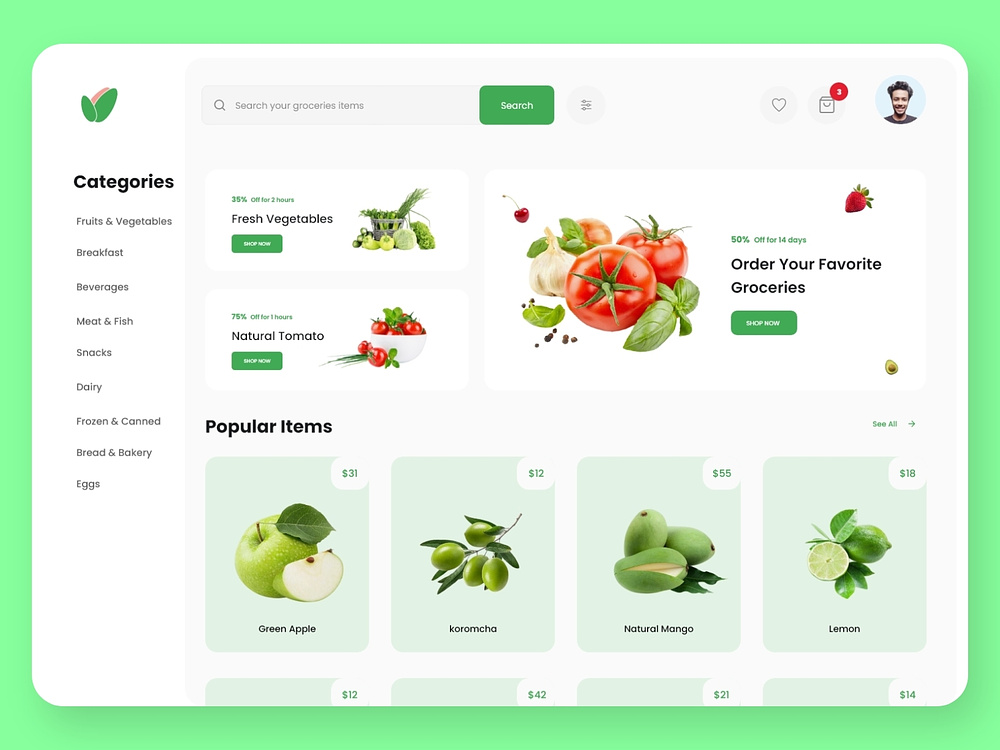 Search your groceries items
Search
3
Categories
Fruits & Vegetables
Breakfast
Beverages
Meat & Fish
Snacks
Dairy
Frozen & Canned
Bread & Bakery
Eggs
35% Off for 2 hours
Fresh Vegetables
SHOP NOW
75% Off for 1 hours
Natural Tomato
SHOP NOW
50% Off for 14 days
Order Your Favorite
Groceries
SHOP NOW
Popular Items
See All
$31
Green Apple
$12
koromcha
$55
Natural Mango
$18
Lemon
$12
$42
$21
$14